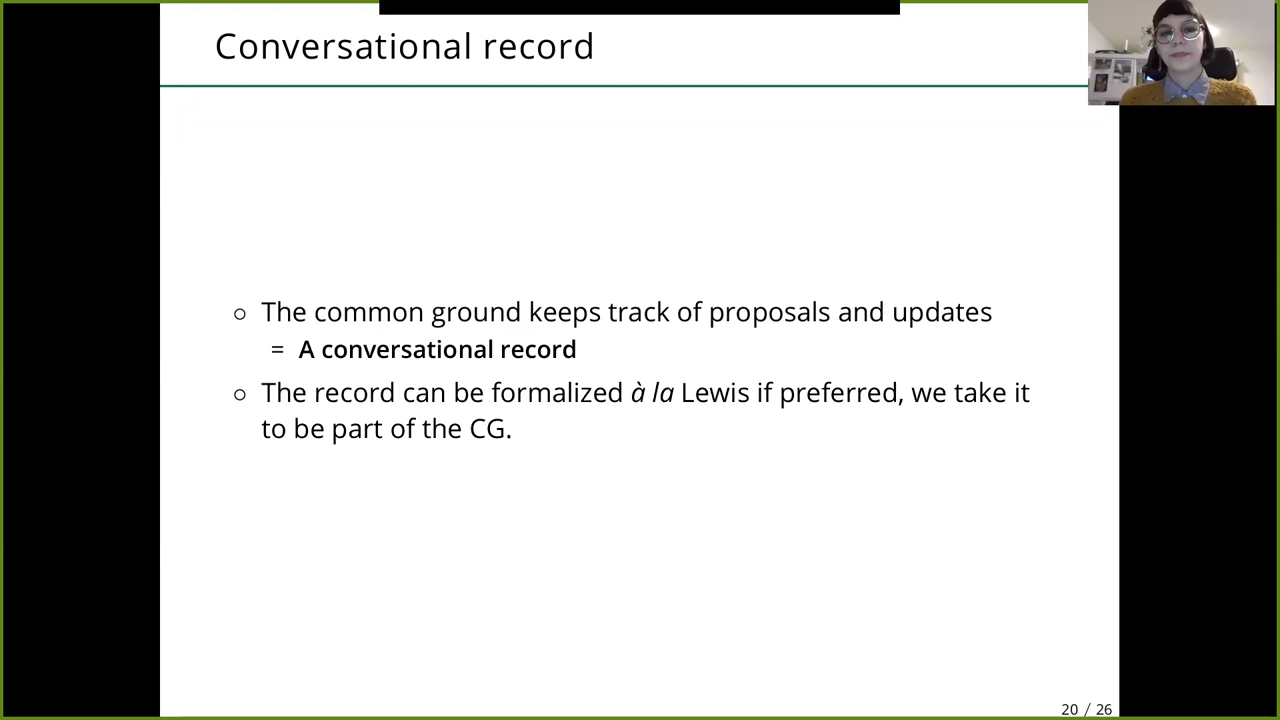 Conversational record
○ The common ground keeps track of proposals and updates
= A conversational record
○ The record can be formalized à la Lewis if preferred, we take it
to be part of the CG.
20 / 26